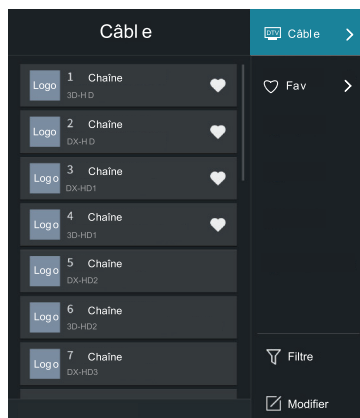 Câble
Logo 1 Chaîne
3D-HD
Logo 2 Chaîne
DX-HD
Logo 3 Chaîne
DX-HD1
Logo 4 Chaîne
3D-HD1
Logo 5 Chaîne
DX-HD2
Logo 6 Chaîne
3D-HD2
Logo 7 Chaîne
DX-HD3
DTV Câble
Fav
Filtre
Modifier